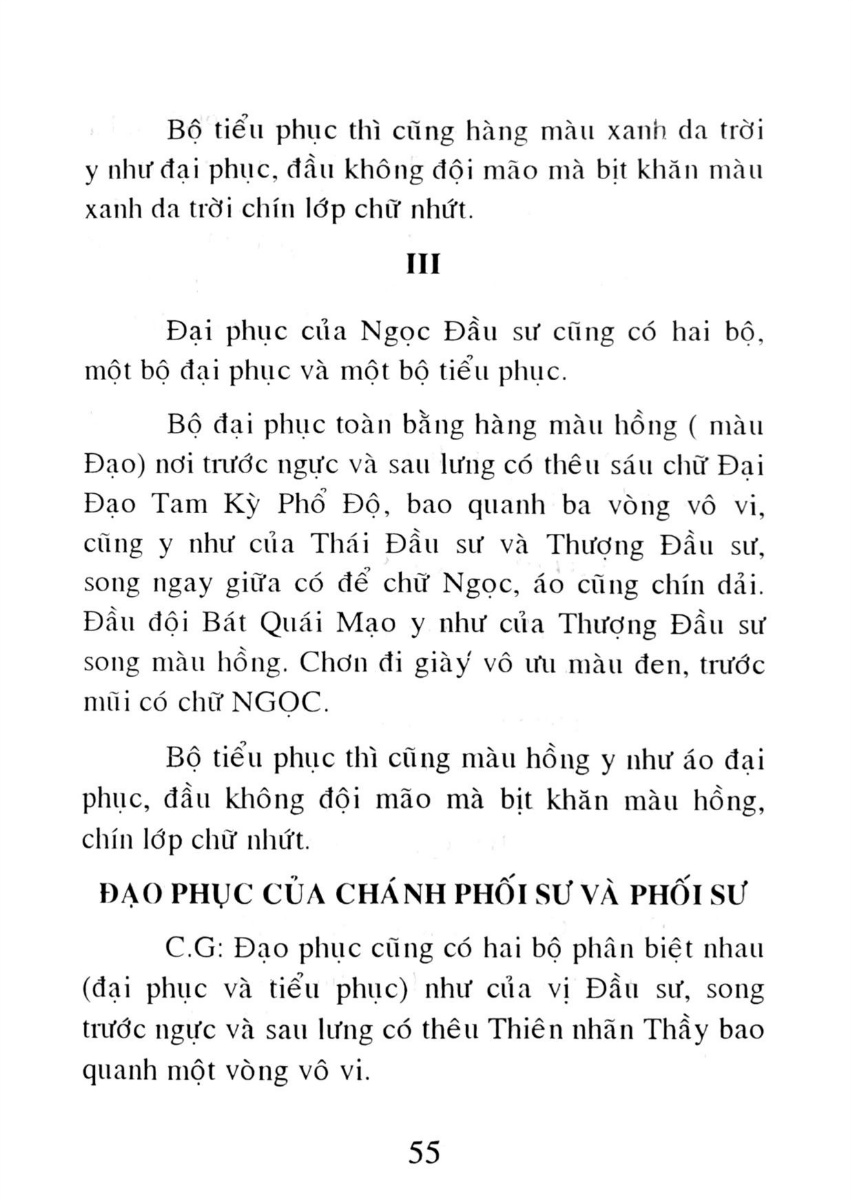 Bộ tiểu phục thì cũng hàng màu xanh da trời
y như đại phục, đầu không đội mão mà bịt khăn màu
xanh da trời chín lớp chữ nhứt.
III
Đại phục của Ngọc Đầu sư cũng có hai bộ,
một bộ đại phục và một bộ tiểu phục.
Bộ đại phục toàn bằng hàng màu hồng ( màu
Đạo) nơi trước ngực và sau lưng có thêu sáu chữ Đại
Đạo Tam Kỳ Phổ Độ, bao quanh ba vòng vô vi,
cũng y như của Thái Đầu sư và Thượng Đầu sư,
song ngay giữa có để chữ Ngọc, áo cũng chín dải.
Đầu đội Bát Quái Mạo y như của Thượng Đầu sư
song màu hồng. Chơn đi giày vô ưu màu đen, trước
mũi có chữ NGỌC.
Bộ tiểu phục thì cũng màu hồng y như áo đại
phục, đầu không đội mão mà bịt khăn màu hồng,
chín lớp chữ nhứt.
ĐẠO PHỤC CỦA CHÁNH PHỐI SƯ VÀ PHỐI SƯ
C.G: Đạo phục cũng có hai bộ phân biệt nhau
(đại phục và tiểu phục) như của vị Đầu sư, song
trước ngực và sau lưng có thêu Thiên nhãn Thầy bao
quanh một vòng vô vi.
55